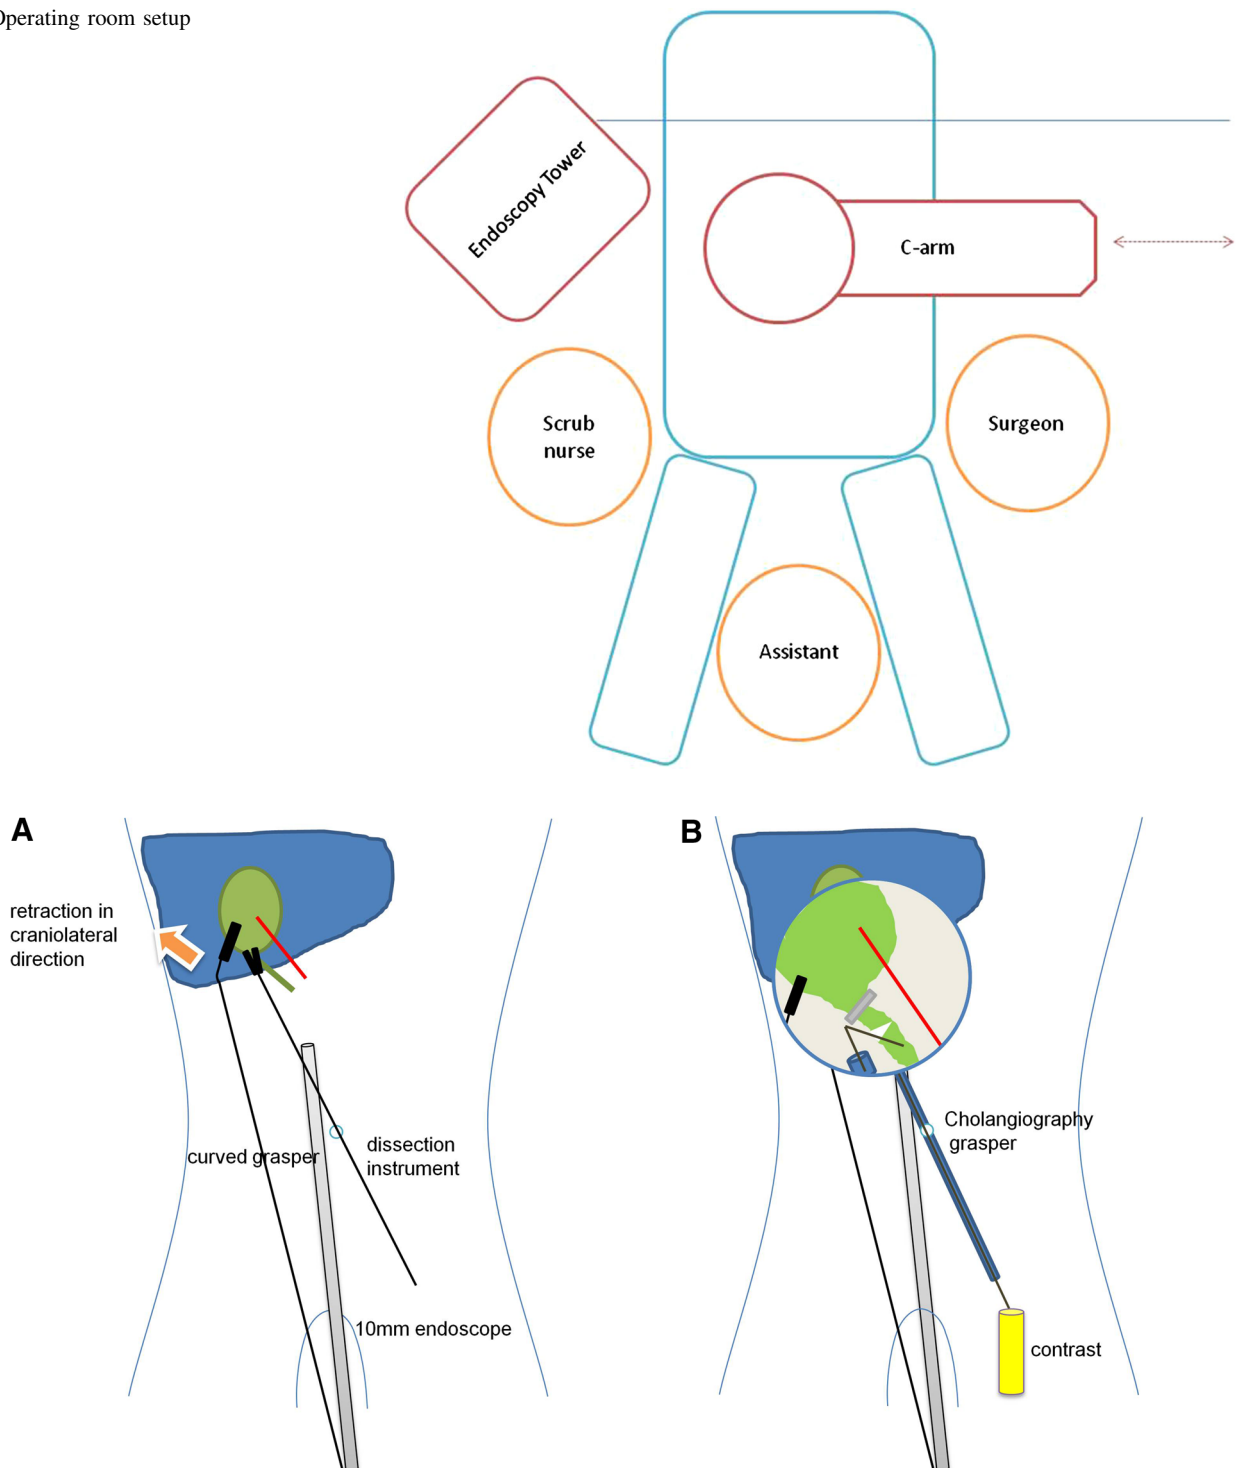 Operating room setup
Endoscopy Tower
C-arm
Scrub
nurse
Surgeon
Assistant
A
retraction in
craniolateral
direction
curved grasper
dissection
instrument
10mm endoscope
B
Cholangiography
grasper
contrast